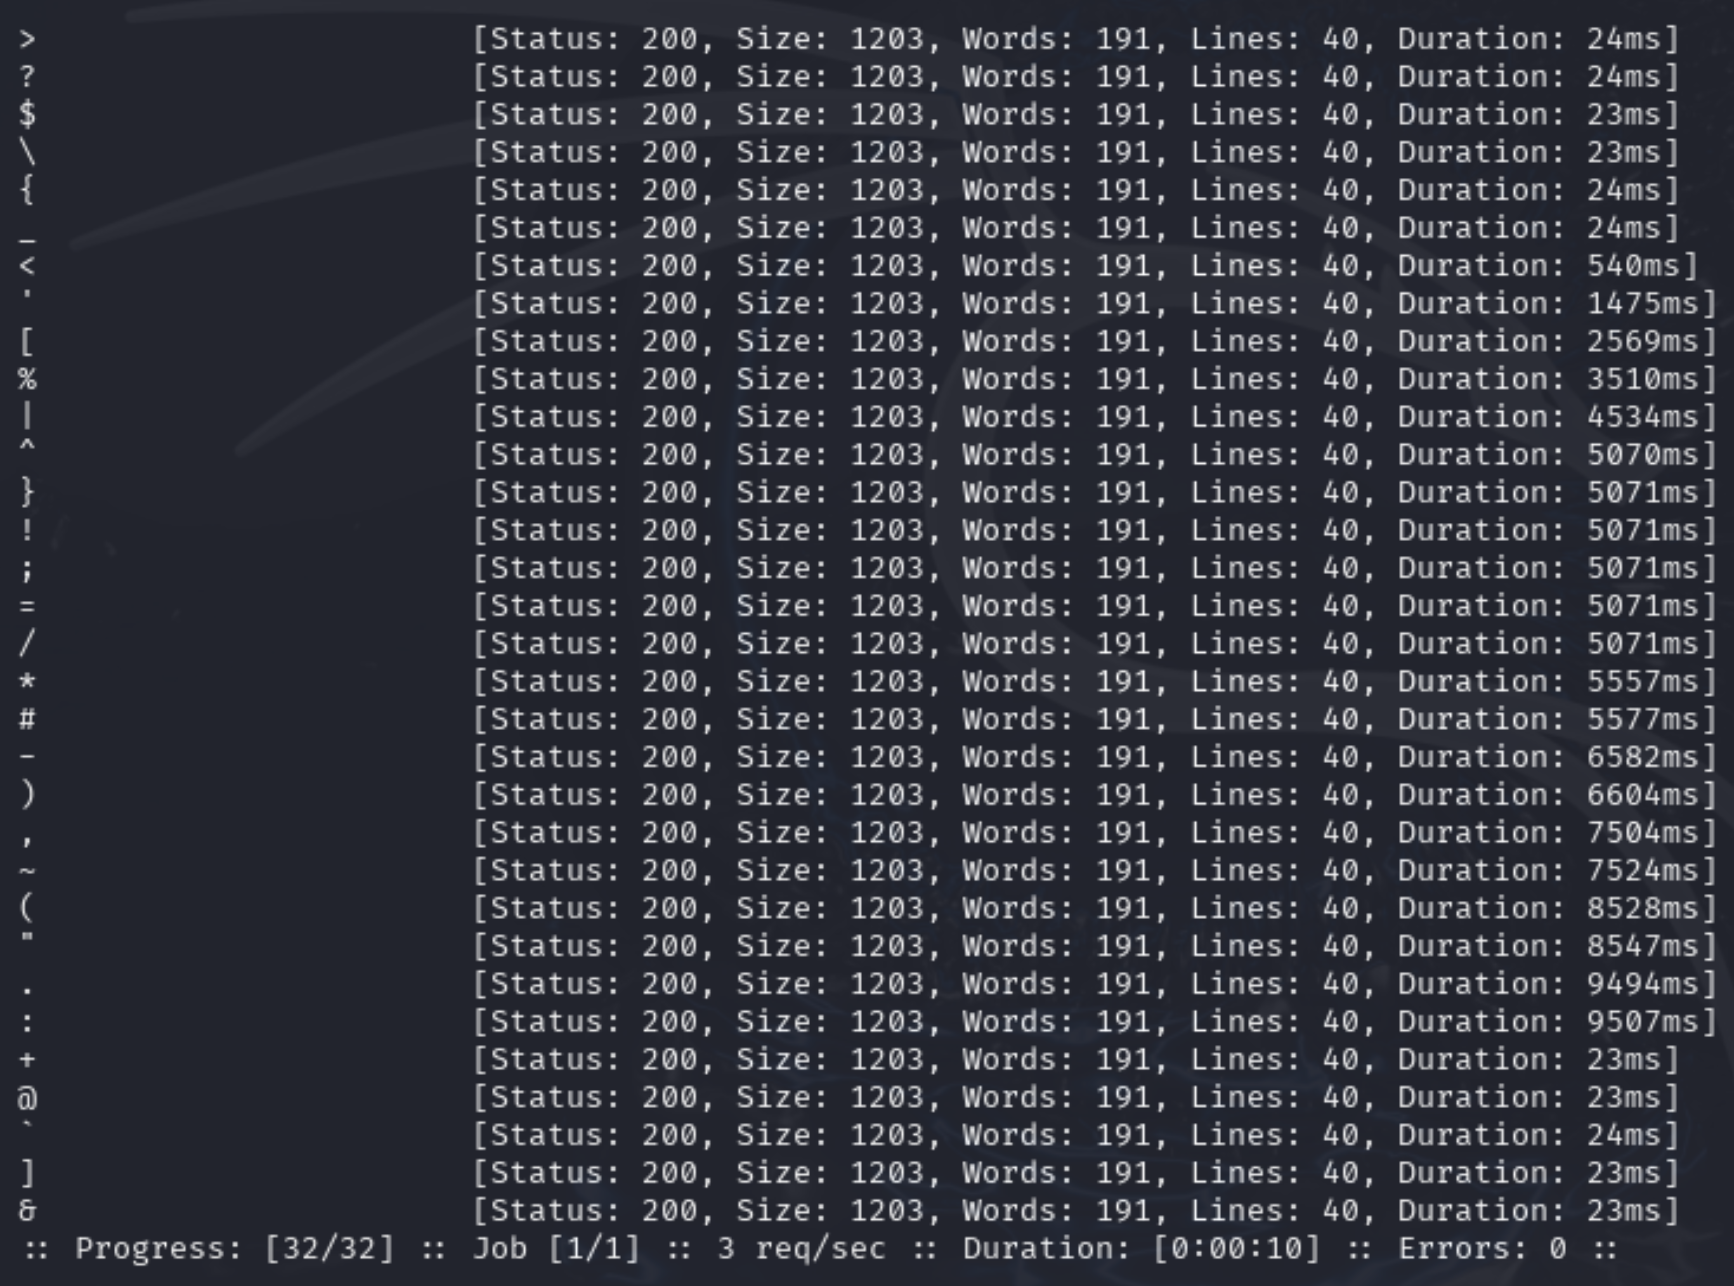 > [Status: 200, Size: 1203, Words: 191, Lines: 40, Duration: 24ms]
? [Status: 200, Size: 1203, Words: 191, Lines: 40, Duration: 24ms]
$ [Status: 200, Size: 1203, Words: 191, Lines: 40, Duration: 23ms]
\ [Status: 200, Size: 1203, Words: 191, Lines: 40, Duration: 23ms]
{ [Status: 200, Size: 1203, Words: 191, Lines: 40, Duration: 24ms]
_ [Status: 200, Size: 1203, Words: 191, Lines: 40, Duration: 24ms]
< [Status: 200, Size: 1203, Words: 191, Lines: 40, Duration: 540ms]
' [Status: 200, Size: 1203, Words: 191, Lines: 40, Duration: 1475ms]
[ [Status: 200, Size: 1203, Words: 191, Lines: 40, Duration: 2569ms]
% [Status: 200, Size: 1203, Words: 191, Lines: 40, Duration: 3510ms]
| [Status: 200, Size: 1203, Words: 191, Lines: 40, Duration: 4534ms]
^ [Status: 200, Size: 1203, Words: 191, Lines: 40, Duration: 5070ms]
} [Status: 200, Size: 1203, Words: 191, Lines: 40, Duration: 5071ms]
! [Status: 200, Size: 1203, Words: 191, Lines: 40, Duration: 5071ms]
; [Status: 200, Size: 1203, Words: 191, Lines: 40, Duration: 5071ms]
= [Status: 200, Size: 1203, Words: 191, Lines: 40, Duration: 5071ms]
/ [Status: 200, Size: 1203, Words: 191, Lines: 40, Duration: 5071ms]
* [Status: 200, Size: 1203, Words: 191, Lines: 40, Duration: 5557ms]
# [Status: 200, Size: 1203, Words: 191, Lines: 40, Duration: 5577ms]
- [Status: 200, Size: 1203, Words: 191, Lines: 40, Duration: 6582ms]
) [Status: 200, Size: 1203, Words: 191, Lines: 40, Duration: 6604ms]
, [Status: 200, Size: 1203, Words: 191, Lines: 40, Duration: 7504ms]
~ [Status: 200, Size: 1203, Words: 191, Lines: 40, Duration: 7524ms]
( [Status: 200, Size: 1203, Words: 191, Lines: 40, Duration: 8528ms]
" [Status: 200, Size: 1203, Words: 191, Lines: 40, Duration: 8547ms]
. [Status: 200, Size: 1203, Words: 191, Lines: 40, Duration: 9494ms]
: [Status: 200, Size: 1203, Words: 191, Lines: 40, Duration: 9507ms]
+ [Status: 200, Size: 1203, Words: 191, Lines: 40, Duration: 23ms]
@ [Status: 200, Size: 1203, Words: 191, Lines: 40, Duration: 23ms]
` [Status: 200, Size: 1203, Words: 191, Lines: 40, Duration: 24ms]
] [Status: 200, Size: 1203, Words: 191, Lines: 40, Duration: 23ms]
& [Status: 200, Size: 1203, Words: 191, Lines: 40, Duration: 23ms]
:: Progress: [32/32] :: Job [1/1] :: 3 req/sec :: Duration: [0:00:10] :: Errors: 0 ::